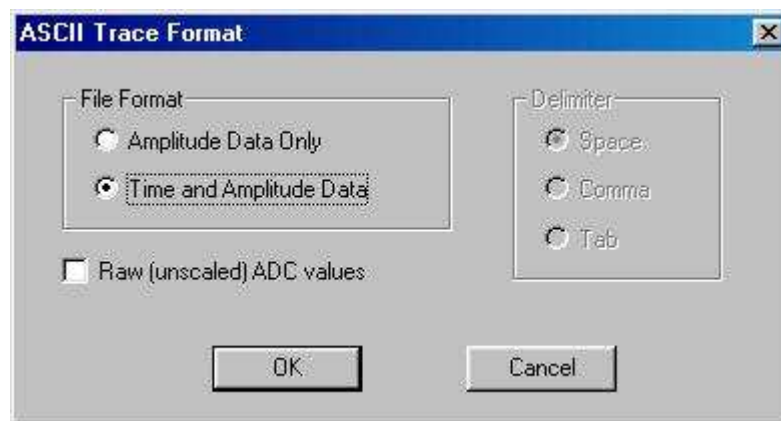 ASCII Trace Format
File Format
Amplitude Data Only
Time and Amplitude Data
Raw (unscaled) ADC values
Delimiter
Space
Comma
Tab
OK
Cancel